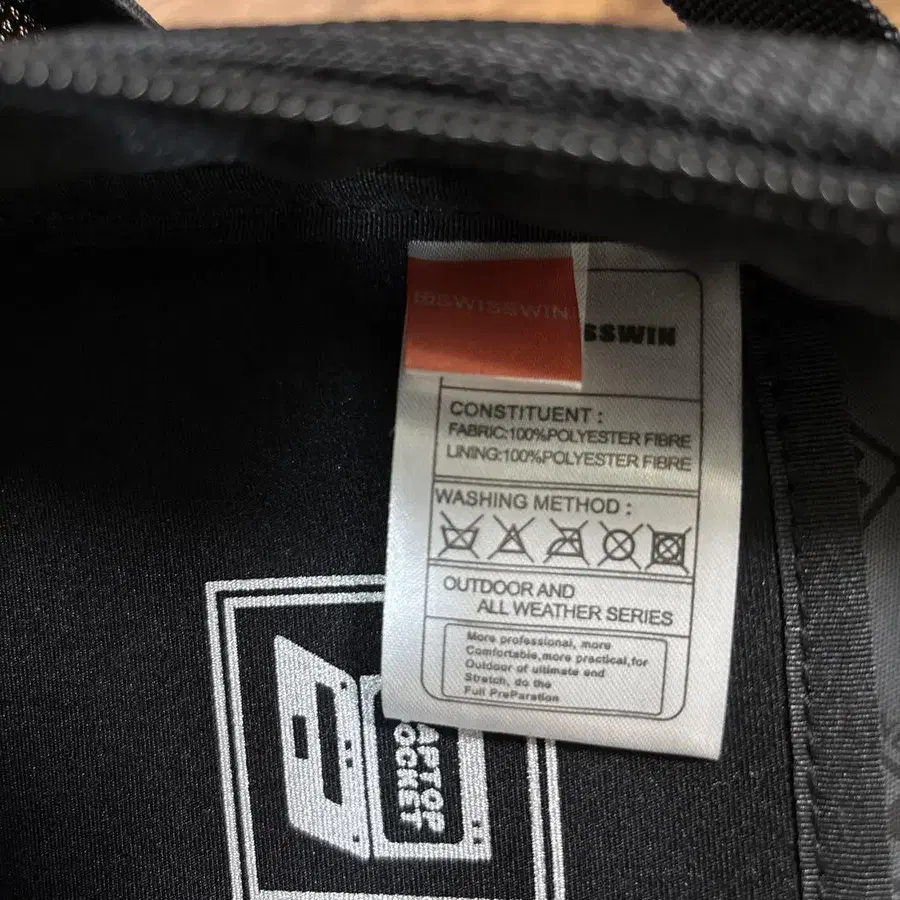 SWISSWIN
SSWIN
CONSTITUENT :
FABRIC:100%POLYESTER FIBRE
LINING:100%POLYESTER FIBRE
WASHING METHOD :
OUTDOOR AND
ALL WEATHER SERIES
More professional, more
Comfortable,more practical,for
Outdoor of ultimate and
Stretch, do the
Full PreParation
APTOP
OCKET